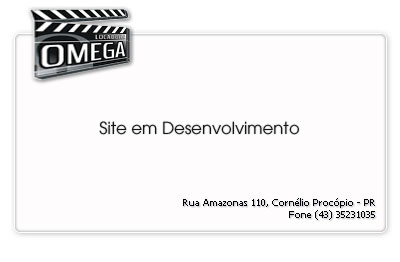 LOCADORA
OMEGA
Site em Desenvolvimento
Rua Amazonas 110, Cornélio Procópio - PR
Fone (43) 35231035